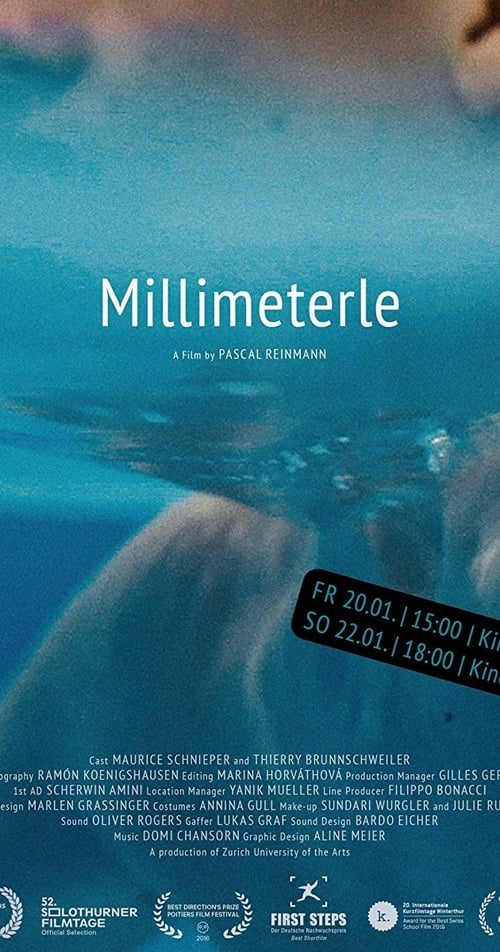 Millimeterle
A Film by PASCAL REINMANN
FR 20.01. | 15:00 |
SO 22.01. | 18:00 | Kino
Cast MAURICE SCHNIEPER and THIERRY BRUNNSCHWEILER
ography RAMÓN KOENIGSHAUSEN Editing MARINA HORVÁTHOVÁ Production Manager GILLES GER
1st AD SCHERWIN AMINI Location Manager YANIK MUELLER Line Producer FILIPPO BONACCI
esign MARLEN GRASSINGER Costumes ANNINA GULL Make-up SUNDARI WURGLER and JULIE RU
Sound OLIVER ROGERS Gaffer LUKAS GRAF Sound Design BARDO EICHER
Music DOMI CHANSORN Graphic Design ALINE MEIER
A production of Zurich University of the Arts
52.
SOLOTHURNER
FILMTAGE
Official Selection
BEST DIRECTION'S PRIZE
POITIERS FILM FESTIVAL
2016
FIRST STEPS
Der Deutsche Nachwuchspreis
Best Shortfilm
k.
20. Internationale
Kurzfilmtage Winterthur
Award for the Best Swiss
School Film 2016